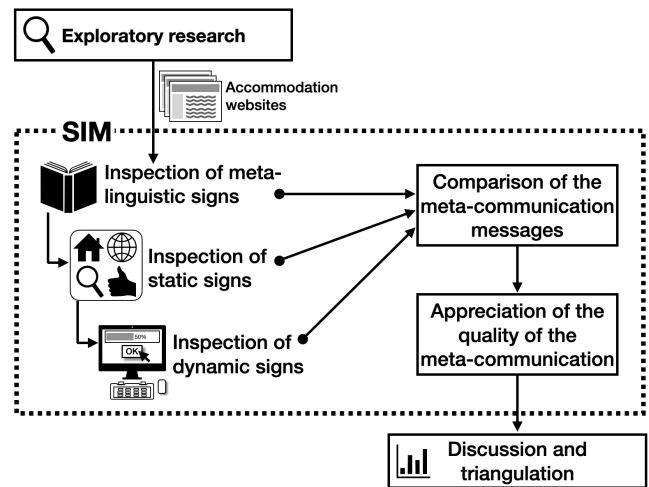 Exploratory research
Accommodation
websites
SIM
Inspection of meta-
linguistic signs
Inspection of
static signs
50%
OK
Inspection of
dynamic signs
Comparison of the
meta-communication
messages
Appreciation of the
quality of the
meta-communication
Discussion and
triangulation